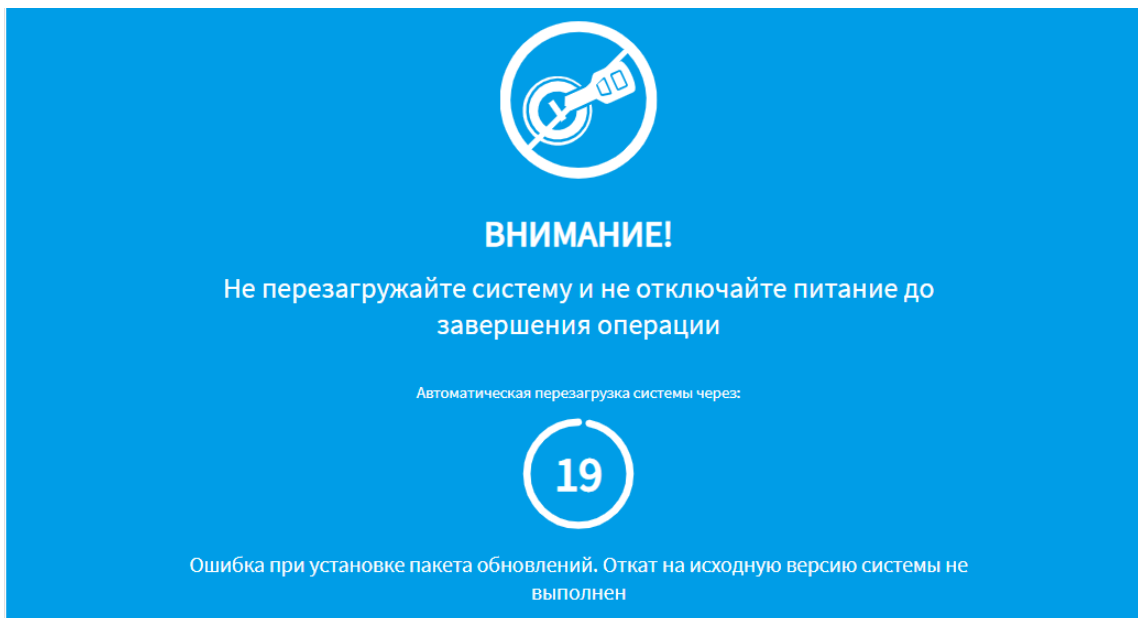 ВНИМАНИЕ!
Не перезагружайте систему и не отключайте питание до
завершения операции
Автоматическая перезагрузка системы через:
19
Ошибка при установке пакета обновлений. Откат на исходную версию системы не
выполнен